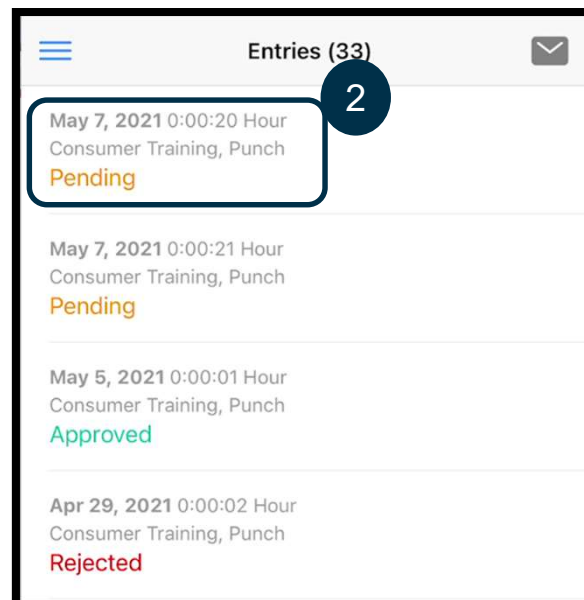 Entries (33)
2
May 7, 2021 0:00:20 Hour
Consumer Training, Punch
Pending
May 7, 2021 0:00:21 Hour
Consumer Training, Punch
Pending
May 5, 2021 0:00:01 Hour
Consumer Training, Punch
Approved
Apr 29, 2021 0:00:02 Hour
Consumer Training, Punch
Rejected